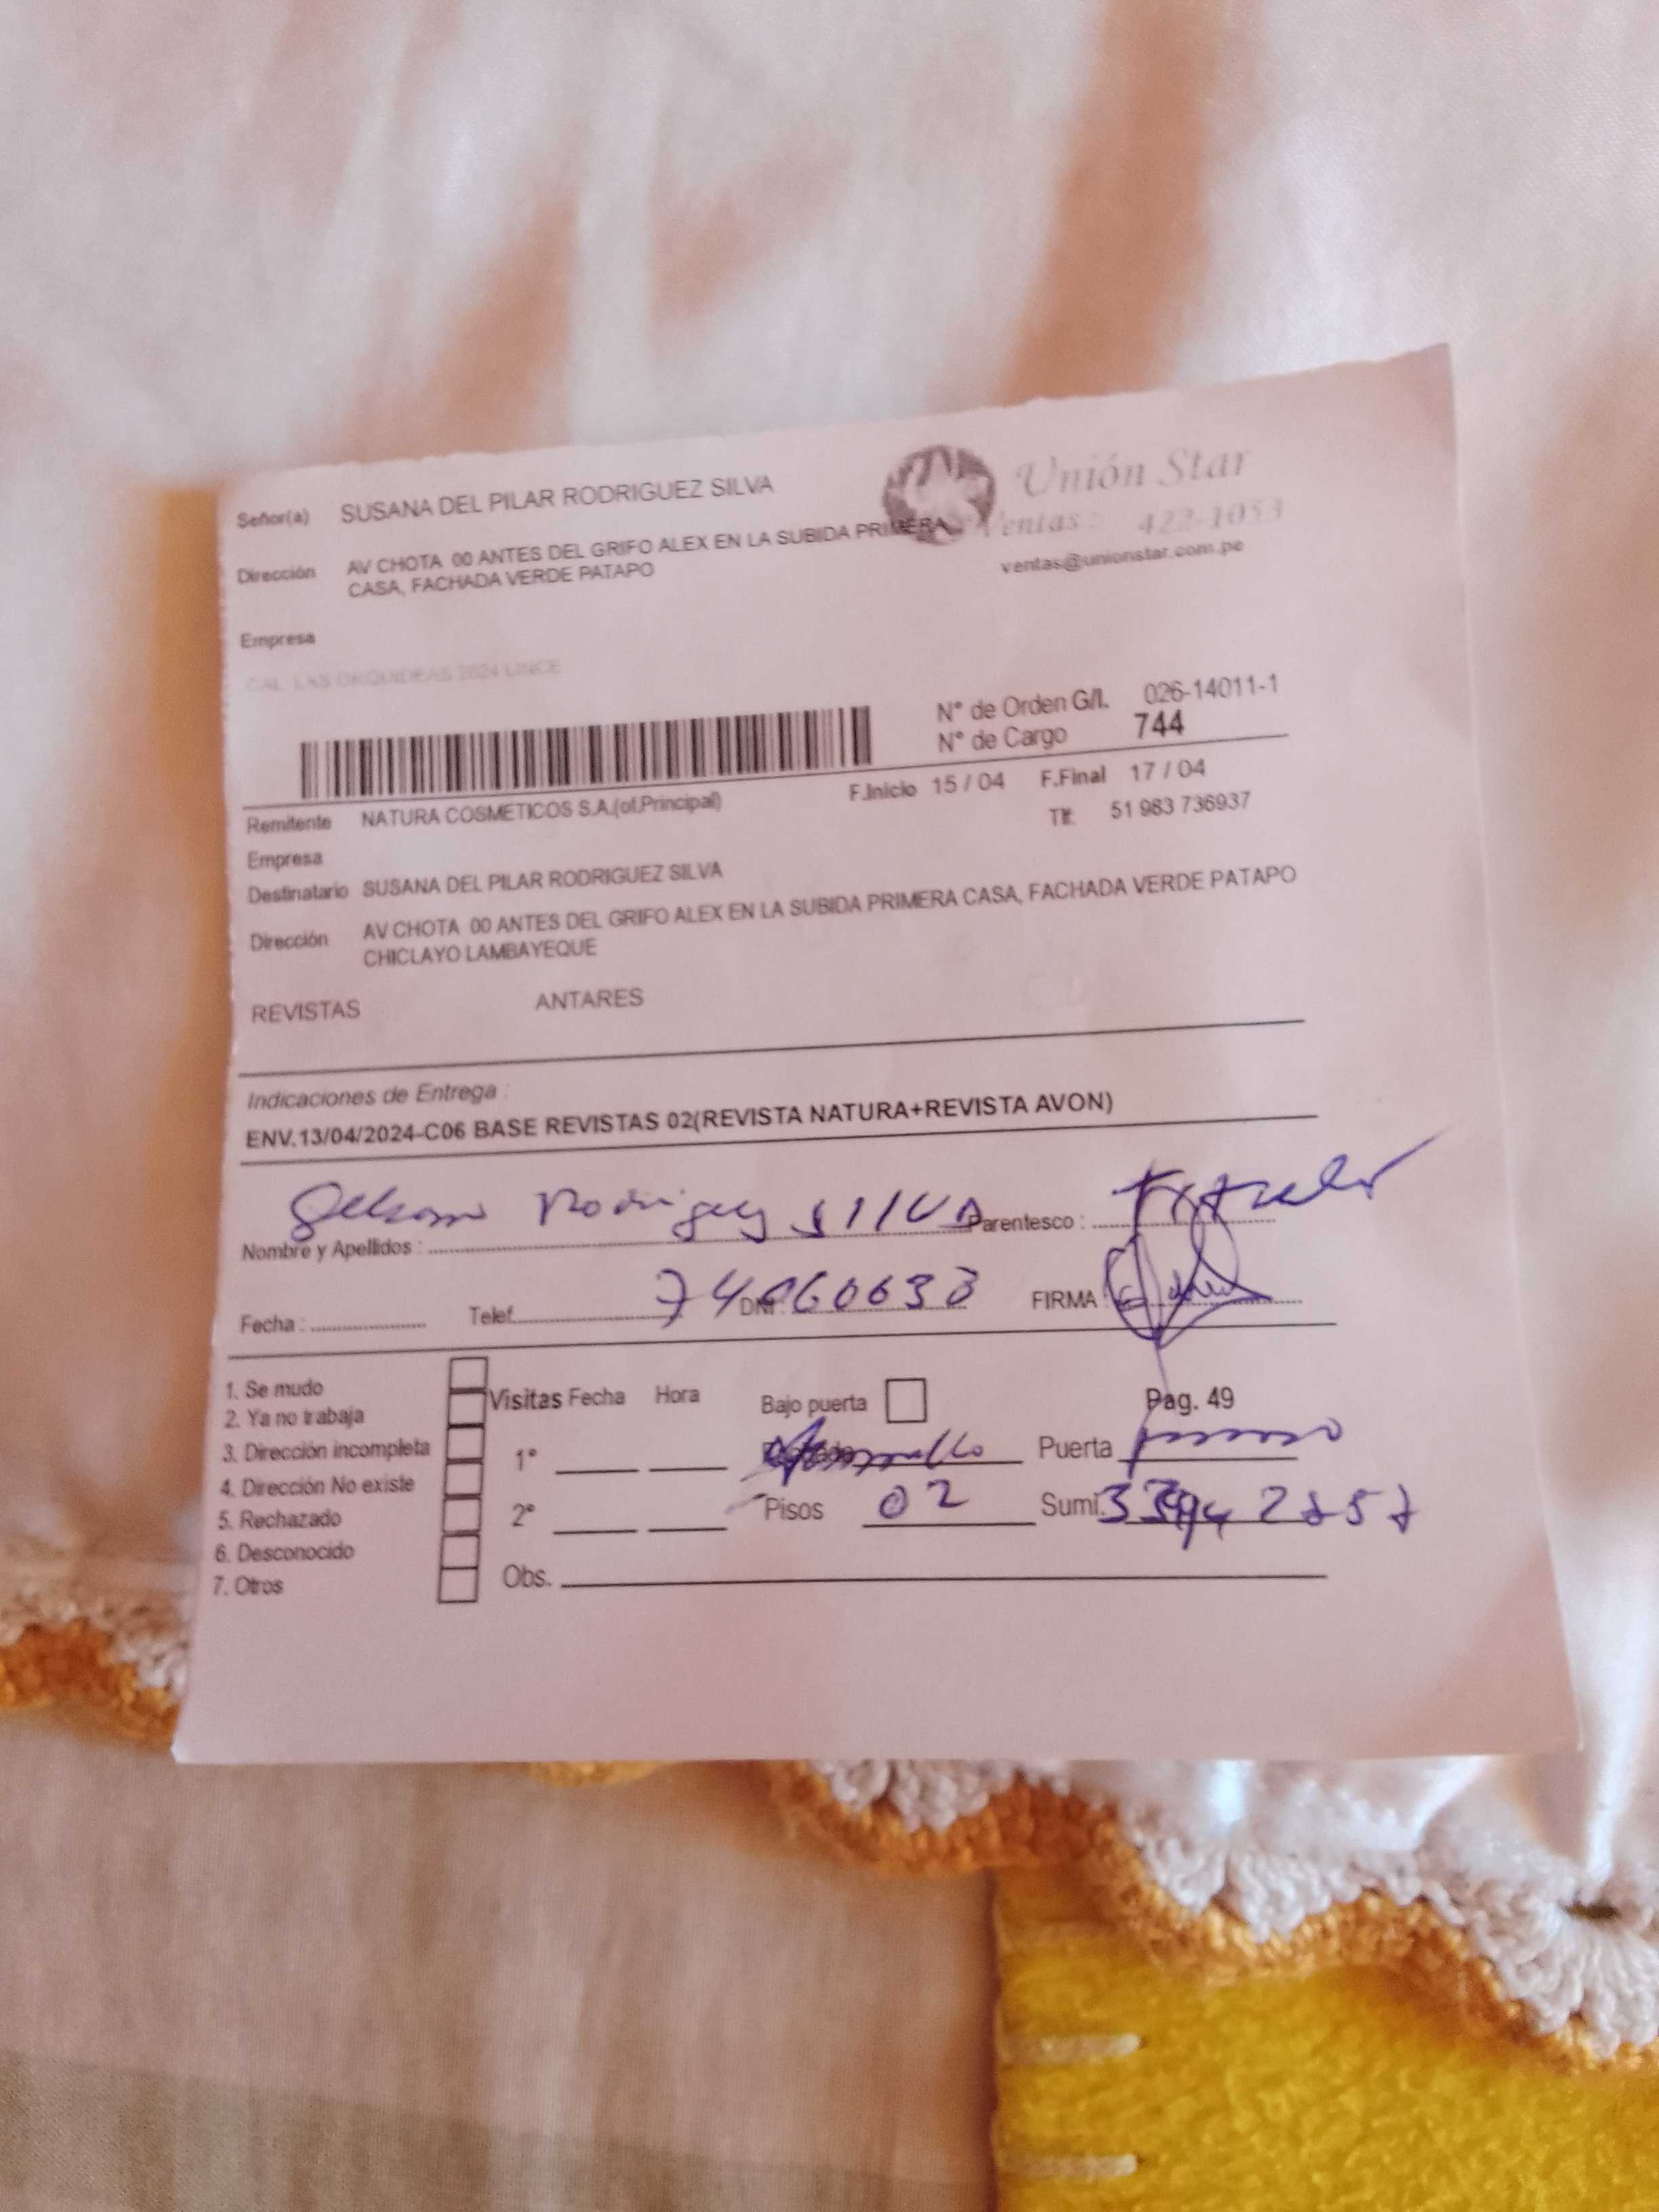 Señor(a) SUSANA DEL PILAR RODRIGUEZ SILVA
Unión Star
Ventas: 422-1053
ventas@unionstar.com.pe
Dirección AV CHOTA 00 ANTES DEL GRIFO ALEX EN LA SUBIDA PRIMERA
CASA, FACHADA VERDE PATAPO
Empresa
CAL. LAS ORQUIDEAS 2624 LINCE
N° de Orden G/I. 026-14011-1
N° de Cargo 744
F.Inicio 15 / 04 F.Final 17 / 04
Remitente NATURA COSMETICOS S.A.(of.Principal)
Tlf: 51 983 736937
Empresa
Destinatario SUSANA DEL PILAR RODRIGUEZ SILVA
Dirección AV CHOTA 00 ANTES DEL GRIFO ALEX EN LA SUBIDA PRIMERA CASA, FACHADA VERDE PATAPO
CHICLAYO LAMBAYEQUE
REVISTAS ANTARES
Indicaciones de Entrega :
ENV.13/04/2024-C06 BASE REVISTAS 02(REVISTA NATURA+REVISTA AVON)
Nombre y Apellidos : Rodriguez SILVA Parentesco :
Fecha : Telef. DNI: FIRMA :
1. Se mudo
2. Ya no trabaja
3. Dirección incompleta
4. Dirección No existe
5. Rechazado
6. Desconocido
7. Otros
Visitas Fecha Hora Bajo puerta Pag. 49
1° Puerta
2° Pisos 02 Sumi.
Obs.